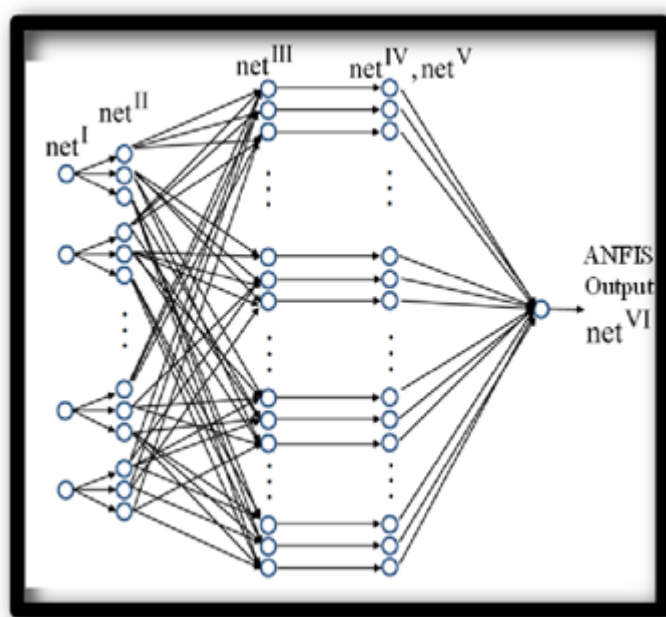 net^I
net^II
net^III
net^IV , net^V
ANFIS
Output
net^VI